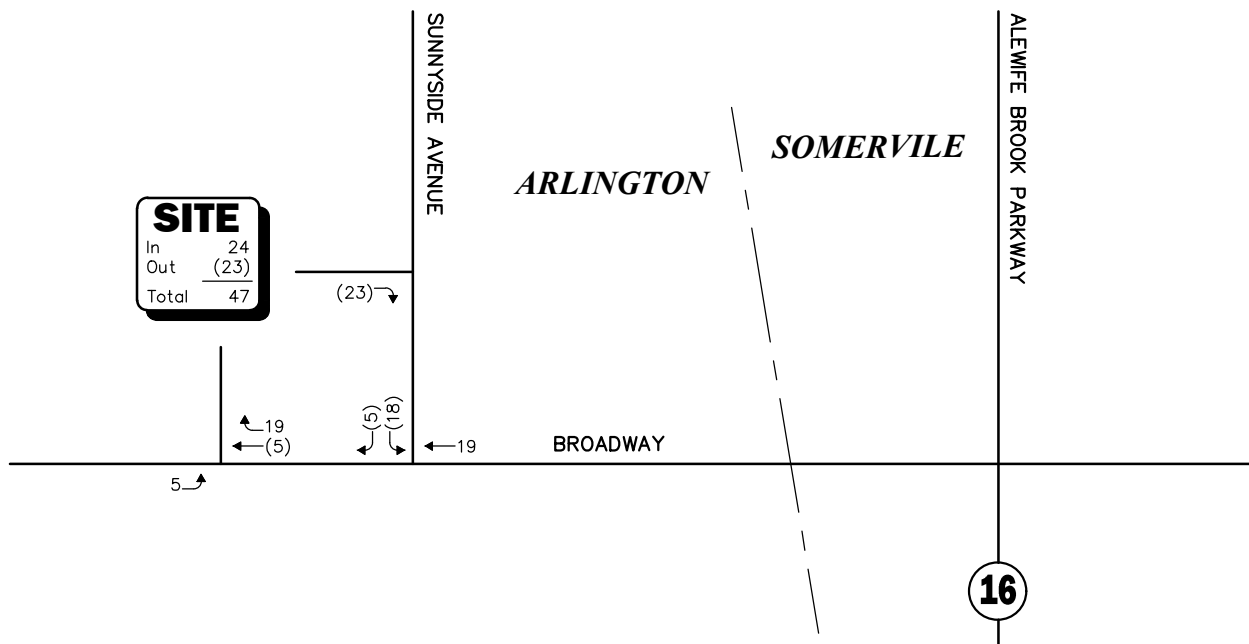 SUNNYSIDE AVENUE
ALEWIFE BROOK PARKWAY
SOMERVILE
ARLINGTON
SITE
In 24
Out (23)
Total 47
(23)
(5)
(18)
19
(5)
19
BROADWAY
5
16